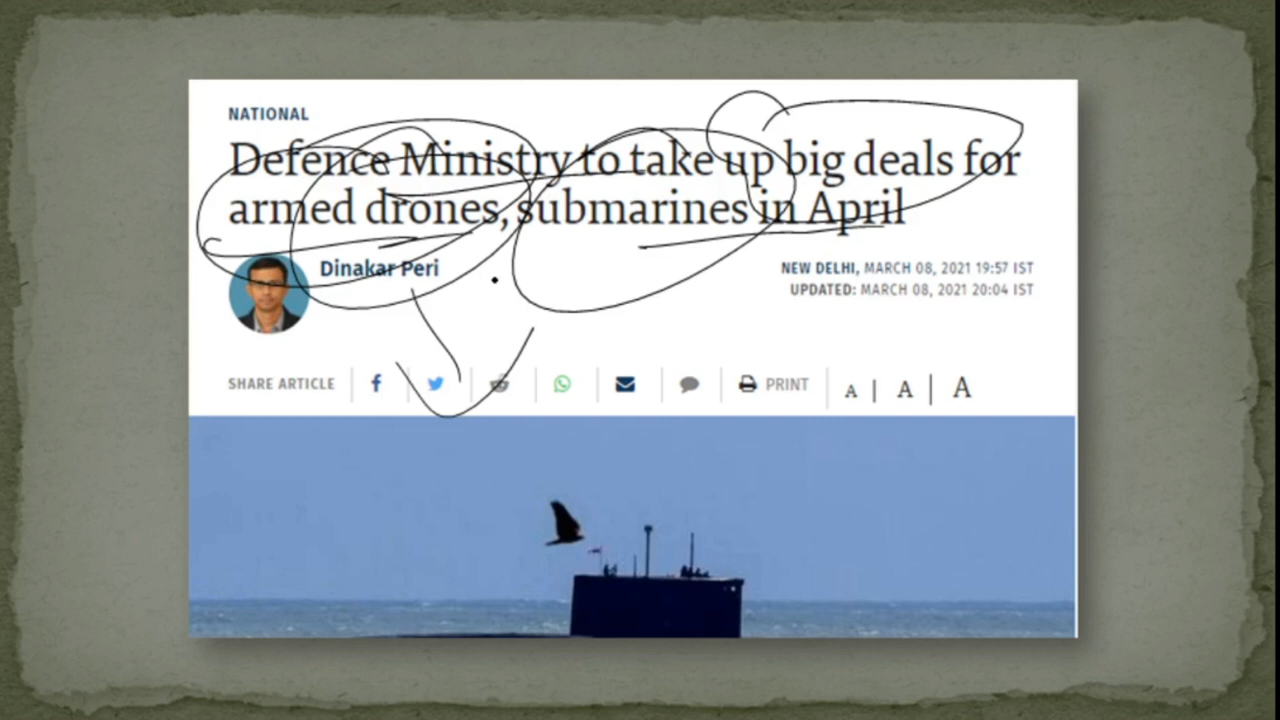 NATIONAL
Defence Ministry to take up big deals for
armed drones, submarines in April
Dinakar Peri
NEW DELHI, MARCH 08, 2021 19:57 IST
UPDATED: MARCH 08, 2021 20:04 IST
SHARE ARTICLE
PRINT
A | A | A